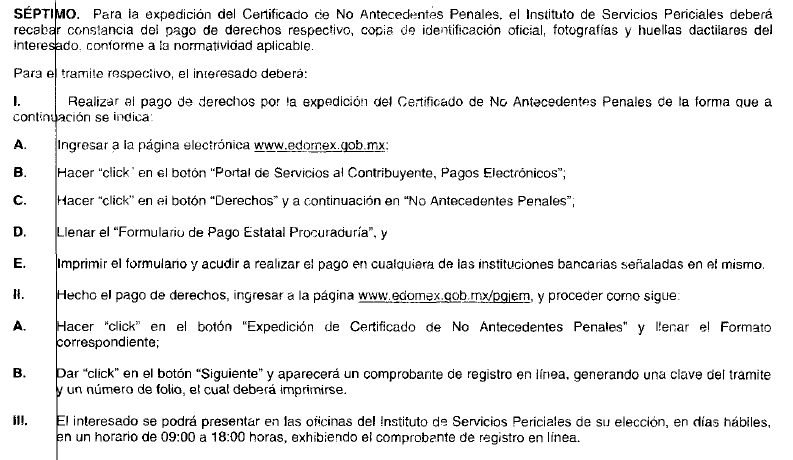 SÉPTIMO. Para la expedición del Certificado de No Antecedentes Penales, el Instituto de Servicios Periciales deberá
recabar constancia del pago de derechos respectivo, copia de identificación oficial, fotografías y huellas dactilares del
interesado, conforme a la normatividad aplicable.
Para el tramite respectivo, el interesado deberá:
I. Realizar el pago de derechos por la expedición del Certificado de No Antecedentes Penales de la forma que a
continuación se indica:
A. Ingresar a la página electrónica www.edomex.gob.mx;
B. Hacer “click” en el botón “Portal de Servicios al Contribuyente, Pagos Electrónicos”;
C. Hacer “click” en el botón “Derechos” y a continuación en “No Antecedentes Penales”;
D. Llenar el “Formulario de Pago Estatal Procuraduría”, y
E. Imprimir el formulario y acudir a realizar el pago en cualquiera de las instituciones bancarias señaladas en el mismo.
II. Hecho el pago de derechos, ingresar a la página www.edomex.gob.mx/pgjem, y proceder como sigue:
A. Hacer “click” en el botón “Expedición de Certificado de No Antecedentes Penales” y llenar el Formato
correspondiente;
B. Dar “click” en el botón “Siguiente” y aparecerá un comprobante de registro en línea, generando una clave del tramite
y un número de folio, el cual deberá imprimirse.
III. El interesado se podrá presentar en las oficinas del Instituto de Servicios Periciales de su elección, en días hábiles,
en un horario de 09:00 a 18:00 horas, exhibiendo el comprobante de registro en línea.